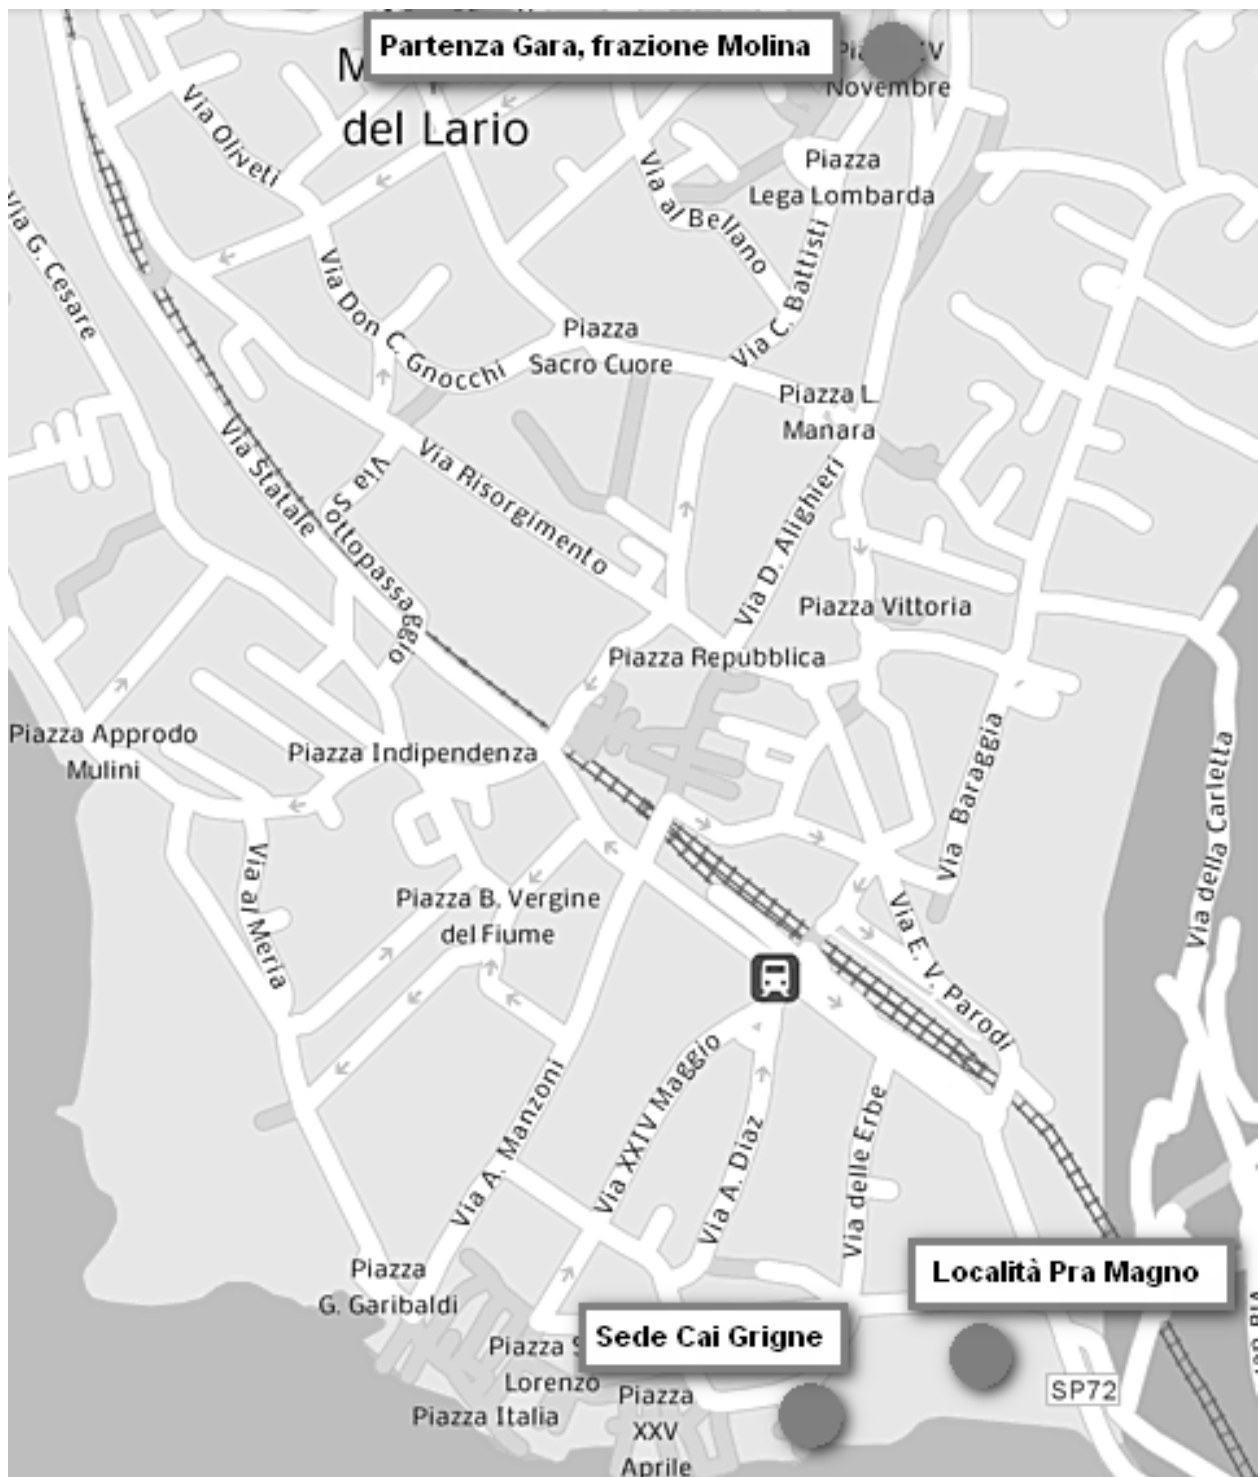 Partenza Gara, frazione Molina
Novembre
del Lario
Piazza
Lega Lombarda
Via Oliveti
Via al Bellano
Via C. Battisti
Via G. Cesare
Via Don C. Gnocchi
Piazza
Sacro Cuore
Piazza L.
Manara
Via Statale
Via Sottopassaggio
Via Risorgimento
Via D. Alighieri
Piazza Vittoria
Piazza Repubblica
Piazza Approdo
Mulini
Piazza Indipendenza
Via Baraggia
Via della Carletta
Via al Meria
Piazza B. Vergine
del Fiume
Via E. V. Parodi
Via A. Manzoni
Via XXIV Maggio
Via A. Diaz
Via delle Erbe
Piazza
G. Garibaldi
Località Pra Magno
Sede Cai Grigne
Piazza S
Lorenzo
Piazza Italia
Piazza
XXV
Aprile
SP72